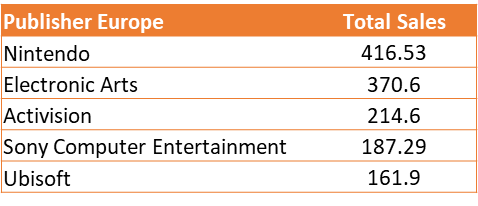 Publisher Europe Total Sales
Nintendo 416.53
Electronic Arts 370.6
Activision 214.6
Sony Computer Entertainment 187.29
Ubisoft 161.9